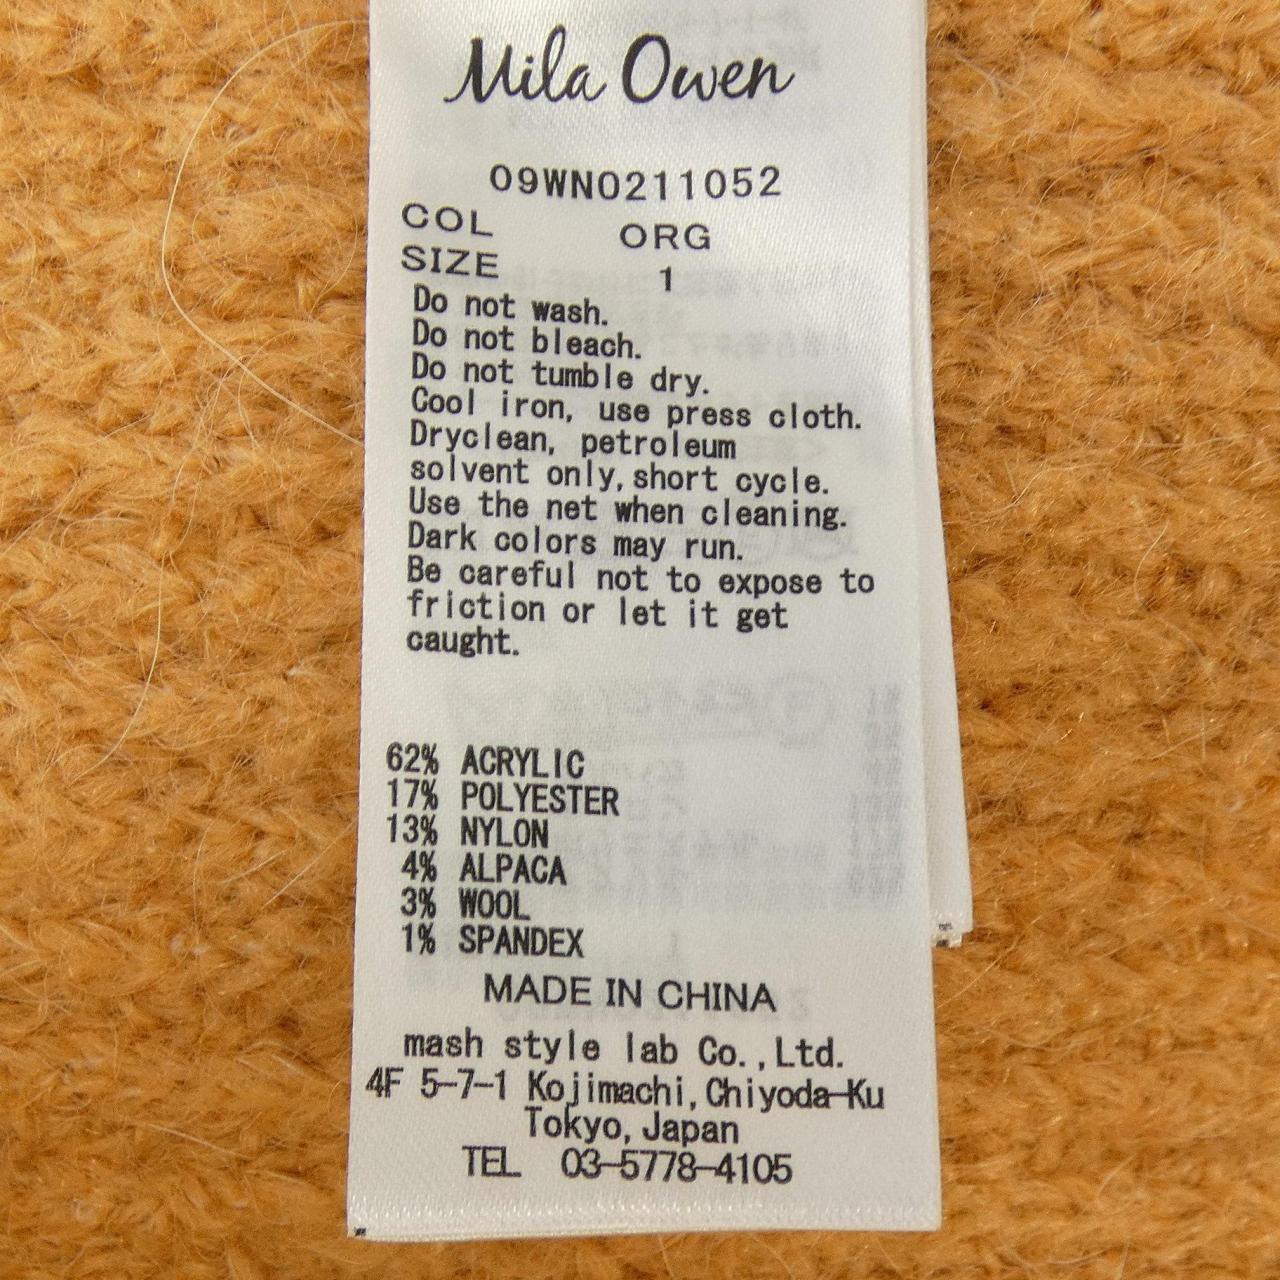 Mila Owen
09WN0211052
COL ORG
SIZE 1
Do not wash.
Do not bleach.
Do not tumble dry.
Cool iron, use press cloth.
Dryclean, petroleum
solvent only, short cycle.
Use the net when cleaning.
Dark colors may run.
Be careful not to expose to
friction or let it get
caught.
62% ACRYLIC
17% POLYESTER
13% NYLON
4% ALPACA
3% WOOL
1% SPANDEX
MADE IN CHINA
mash style lab Co.,Ltd.
4F 5-7-1 Kojimachi, Chiyoda-Ku
Tokyo, Japan
TEL 03-5778-4105